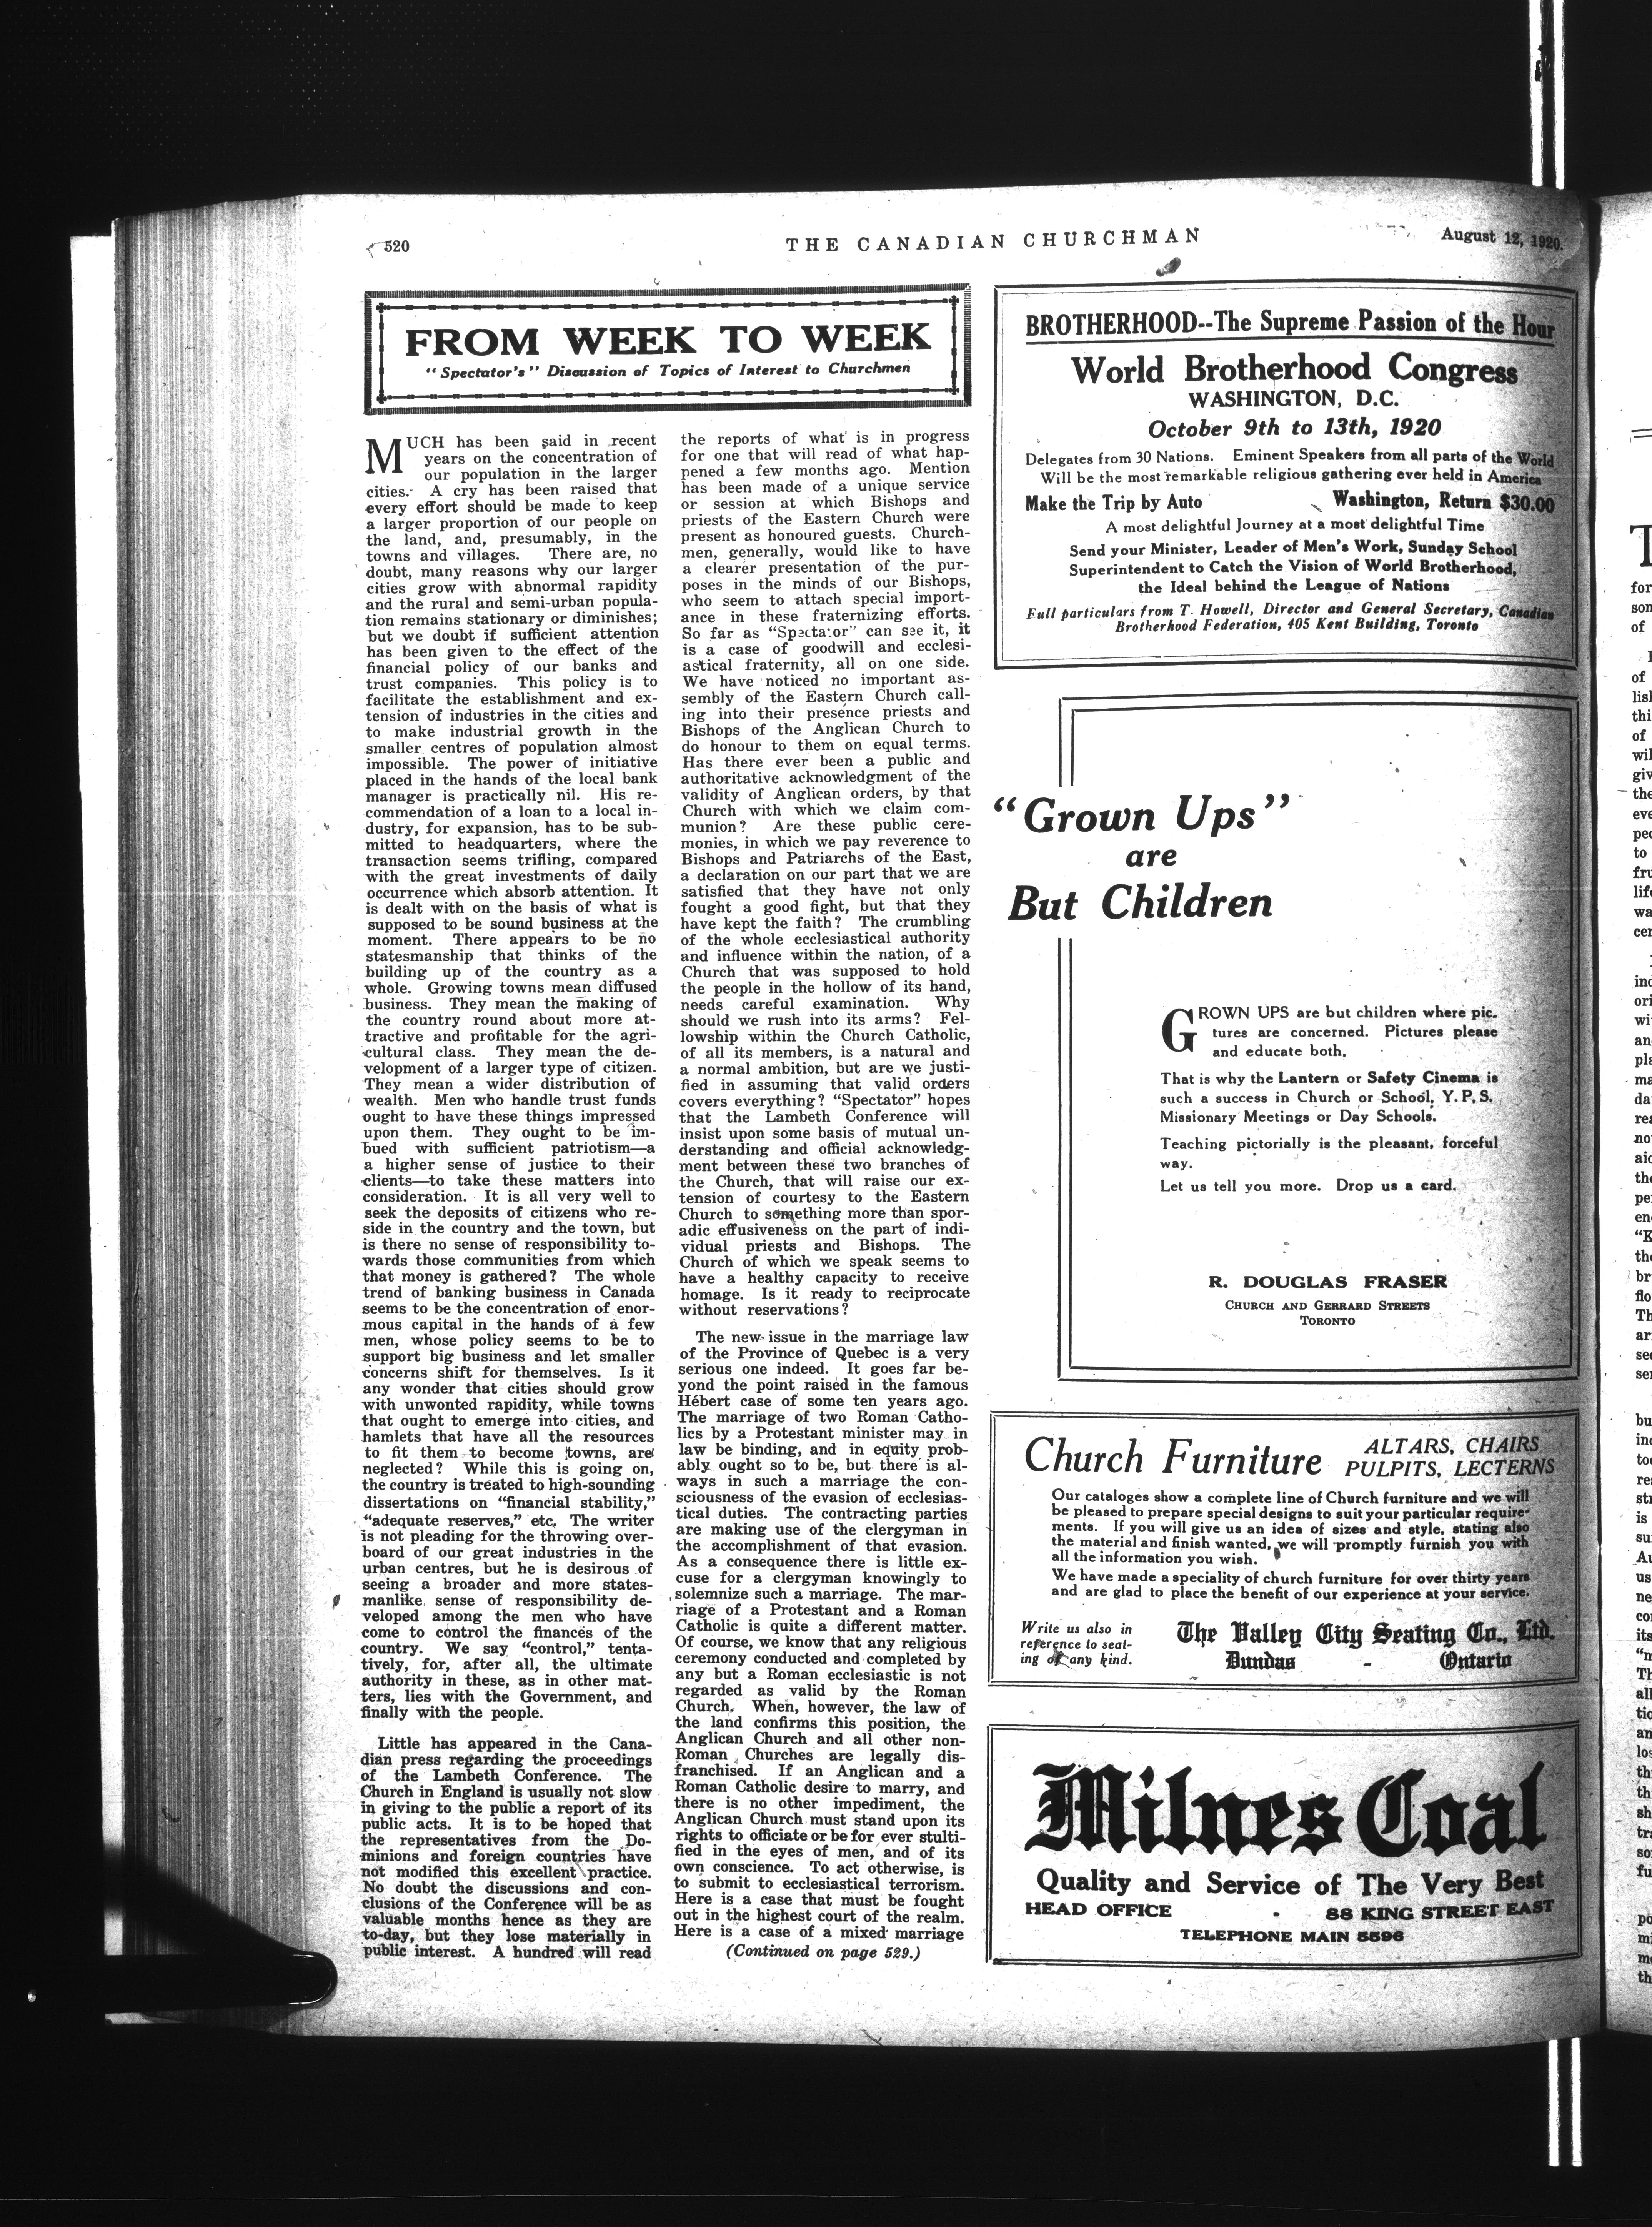 520
THE CANADIAN CHURCHMAN
August 12, 1920.
FROM WEEK TO WEEK
"Spectator's" Discussion of Topics of Interest to Churchmen
MUCH has been said in recent
years on the concentration of
our population in the larger
cities. A cry has been raised that
every effort should be made to keep
a larger proportion of our people on
the land, and, presumably, in the
towns and villages. There are, no
doubt, many reasons why our larger
cities grow with abnormal rapidity
and the rural and semi-urban popula-
tion remains stationary or diminishes;
but we doubt if sufficient attention
has been given to the effect of the
financial policy of our banks and
trust companies. This policy is to
facilitate the establishment and ex-
tension of industries in the cities and
to make industrial growth in the
smaller centres of population almost
impossible. The power of initiative
placed in the hands of the local bank
manager is practically nil. His re-
commendation of a loan to a local in-
dustry, for expansion, has to be sub-
mitted to headquarters, where the
transaction seems trifling, compared
with the great investments of daily
occurrence which absorb attention. It
is dealt with on the basis of what is
supposed to be sound business at the
moment. There appears to be no
statesmanship that thinks of the
building up of the country as a
whole. Growing towns mean diffused
business. They mean the making of
the country round about more at-
tractive and profitable for the agri-
cultural class. They mean the de-
velopment of a larger type of citizen.
They mean a wider distribution of
wealth. Men who handle trust funds
ought to have these things impressed
upon them. They ought to be im-
bued with sufficient patriotism—a
a higher sense of justice to their
clients—to take these matters into
consideration. It is all very well to
seek the deposits of citizens who re-
side in the country and the town, but
is there no sense of responsibility to-
wards those communities from which
that money is gathered? The whole
trend of banking business in Canada
seems to be the concentration of enor-
mous capital in the hands of a few
men, whose policy seems to be to
support big business and let smaller
concerns shift for themselves. Is it
any wonder that cities should grow
with unwonted rapidity, while towns
that ought to emerge into cities, and
hamlets that have all the resources
to fit them to become towns, are
neglected? While this is going on,
the country is treated to high-sounding
dissertations on "financial stability,"
"adequate reserves," etc. The writer
is not pleading for the throwing over-
board of our great industries in the
urban centres, but he is desirous of
seeing a broader and more states-
manlike sense of responsibility de-
veloped among the men who have
come to control the finances of the
country. We say "control," tenta-
tively, for, after all, the ultimate
authority in these, as in other mat-
ters, lies with the Government, and
finally with the people.
Little has appeared in the Cana-
dian press regarding the proceedings
of the Lambeth Conference. The
Church in England is usually not slow
in giving to the public a report of its
public acts. It is to be hoped that
the representatives from the Do-
minions and foreign countries have
not modified this excellent practice.
No doubt the discussions and con-
clusions of the Conference will be as
valuable months hence as they are
to-day, but they lose materially in
public interest. A hundred will read
the reports of what is in progress
for one that will read of what hap-
pened a few months ago. Mention
has been made of a unique service
or session at which Bishops and
priests of the Eastern Church were
present as honoured guests. Church-
men, generally, would like to have
a clearer presentation of the pur-
poses in the minds of our Bishops,
who seem to attach special import-
ance in these fraternizing efforts.
So far as "Spectator" can see it, it
is a case of goodwill and ecclesi-
astical fraternity, all on one side.
We have noticed no important as-
sembly of the Eastern Church call-
ing into their presence priests and
Bishops of the Anglican Church to
do honour to them on equal terms.
Has there ever been a public and
authoritative acknowledgment of the
validity of Anglican orders, by that
Church with which we claim com-
munion? Are these public cere-
monies, in which we pay reverence to
Bishops and Patriarchs of the East,
a declaration on our part that we are
satisfied that they have not only
fought a good fight, but that they
have kept the faith? The crumbling
of the whole ecclesiastical authority
and influence within the nation, of a
Church that was supposed to hold
the people in the hollow of its hand,
needs careful examination. Why
should we rush into its arms? Fel-
lowship within the Church Catholic,
of all its members, is a natural and
a normal ambition, but are we justi-
fied in assuming that valid orders
covers everything? "Spectator" hopes
that the Lambeth Conference will
insist upon some basis of mutual un-
derstanding and official acknowledg-
ment between these two branches of
the Church, that will raise our ex-
tension of courtesy to the Eastern
Church to something more than spor-
adic effusiveness on the part of indi-
vidual priests and Bishops. The
Church of which we speak seems to
have a healthy capacity to receive
homage. Is it ready to reciprocate
without reservations?
The new issue in the marriage law
of the Province of Quebec is a very
serious one indeed. It goes far be-
yond the point raised in the famous
Hébert case of some ten years ago.
The marriage of two Roman Catho-
lics by a Protestant minister may in
law be binding, and in equity prob-
ably ought so to be, but there is al-
ways in such a marriage the con-
sciousness of the evasion of ecclesias-
tical duties. The contracting parties
are making use of the clergyman in
the accomplishment of that evasion.
As a consequence there is little ex-
cuse for a clergyman knowingly to
solemnize such a marriage. The mar-
riage of a Protestant and a Roman
Catholic is quite a different matter.
Of course, we know that any religious
ceremony conducted and completed by
any but a Roman ecclesiastic is not
regarded as valid by the Roman
Church. When, however, the law of
the land confirms this position, the
Anglican Church and all other non-
Roman Churches are legally dis-
franchised. If an Anglican and a
Roman Catholic desire to marry, and
there is no other impediment, the
Anglican Church must stand upon its
rights to officiate or be for ever stulti-
fied in the eyes of men, and of its
own conscience. To act otherwise, is
to submit to ecclesiastical terrorism.
Here is a case that must be fought
out in the highest court of the realm.
Here is a case of a mixed marriage
(Continued on page 529.)
BROTHERHOOD--The Supreme Passion of the Hour
World Brotherhood Congress
WASHINGTON, D.C.
October 9th to 13th, 1920
Delegates from 30 Nations. Eminent Speakers from all parts of the World
Will be the most remarkable religious gathering ever held in America
Make the Trip by Auto Washington, Return $30.00
A most delightful Journey at a most delightful Time
Send your Minister, Leader of Men's Work, Sunday School
Superintendent to Catch the Vision of World Brotherhood,
the Ideal behind the League of Nations
Full particulars from T. Howell, Director and General Secretary, Canadian
Brotherhood Federation, 405 Kent Building, Toronto
"Grown Ups"
are
But Children
GROWN UPS are but children where pic-
tures are concerned. Pictures please
and educate both.
That is why the Lantern or Safety Cinema is
such a success in Church or School, Y.P.S.
Missionary Meetings or Day Schools.
Teaching pictorially is the pleasant, forceful
way.
Let us tell you more. Drop us a card.
R. DOUGLAS FRASER
CHURCH AND GERRARD STREETS
TORONTO
Church Furniture ALTARS, CHAIRS
PULPITS, LECTERNS
Our cataloges show a complete line of Church furniture and we will
be pleased to prepare special designs to suit your particular require-
ments. If you will give us an idea of sizes and style, stating also
the material and finish wanted, we will promptly furnish you with
all the information you wish.
We have made a speciality of church furniture for over thirty years
and are glad to place the benefit of our experience at your service.
Write us also in
reference to seat-
ing of any kind.
The Valley City Seating Co., Ltd.
Dundas - Ontario
Milnes Coal
Quality and Service of The Very Best
HEAD OFFICE - 88 KING STREET EAST
TELEPHONE MAIN 5596